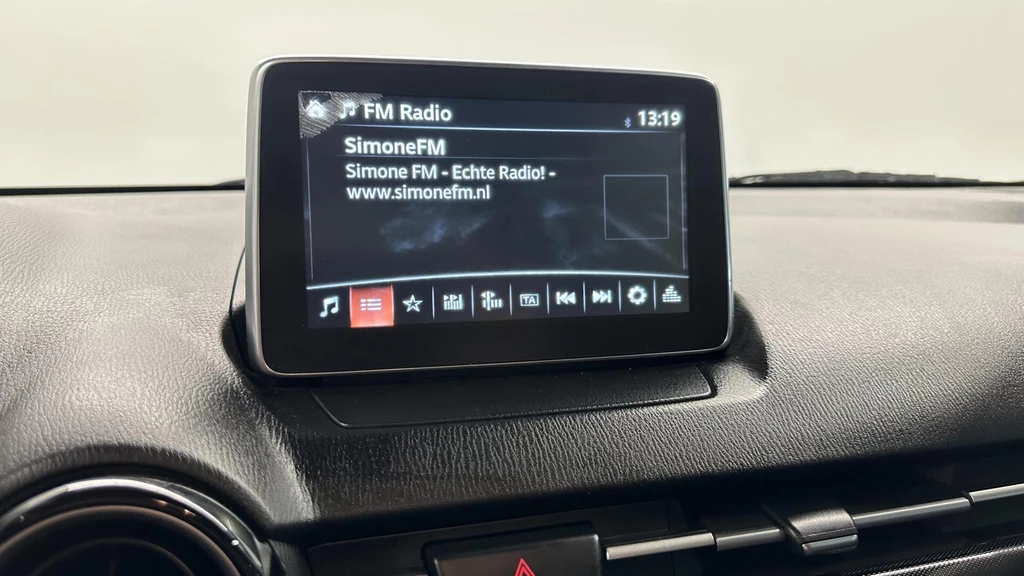 FM Radio 13:19
SimoneFM
Simone FM - Echte Radio! -
www.simonefm.nl
TA